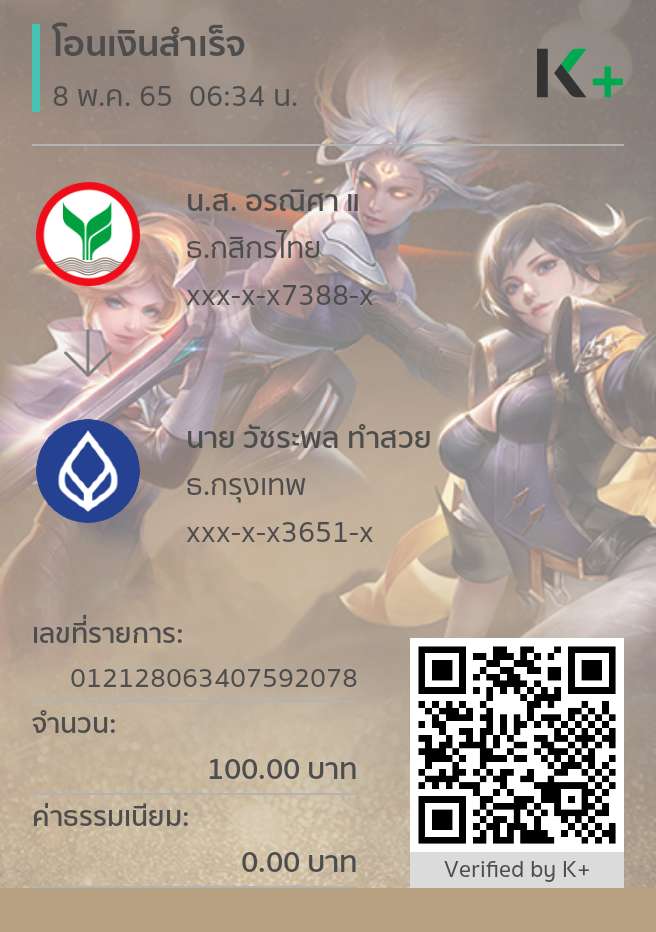 โอนเงินสำเร็จ
8 พ.ค. 65 06:34 น.
K+
น.ส. อรณิศา แ
ธ.กสิกรไทย
xxx-x-x7388-x
นาย วัชระพล ทำสวย
ธ.กรุงเทพ
xxx-x-x3651-x
เลขที่รายการ:
012128063407592078
จำนวน:
100.00 บาท
ค่าธรรมเนียม:
0.00 บาท
Verified by K+